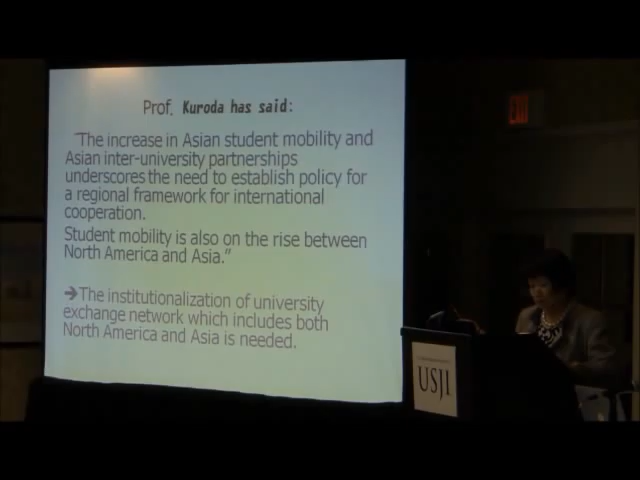 Prof. Kuroda has said:
"The increase in Asian student mobility and
Asian inter-university partnerships
underscores the need to establish policy for
a regional framework for international
cooperation.
Student mobility is also on the rise between
North America and Asia."
➔The institutionalization of university
exchange network which includes both
North America and Asia is needed.
EXIT
USJI